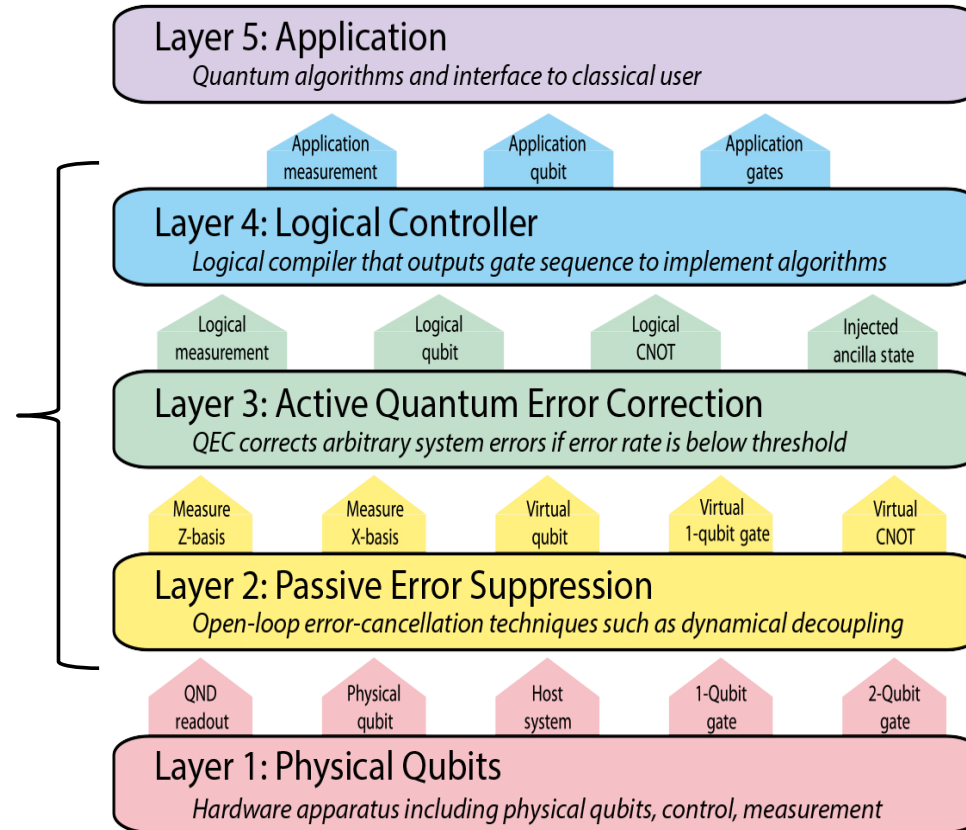 Layer 5: Application
Quantum algorithms and interface to classical user
Application
measurement
Application
qubit
Application
gates
Layer 4: Logical Controller
Logical compiler that outputs gate sequence to implement algorithms
Logical
measurement
Logical
qubit
Logical
CNOT
Injected
ancilla state
Layer 3: Active Quantum Error Correction
QEC corrects arbitrary system errors if error rate is below threshold
Measure
Z-basis
Measure
X-basis
Virtual
qubit
Virtual
1-qubit gate
Virtual
CNOT
Layer 2: Passive Error Suppression
Open-loop error-cancellation techniques such as dynamical decoupling
QND
readout
Physical
qubit
Host
system
1-Qubit
gate
2-Qubit
gate
Layer 1: Physical Qubits
Hardware apparatus including physical qubits, control, measurement